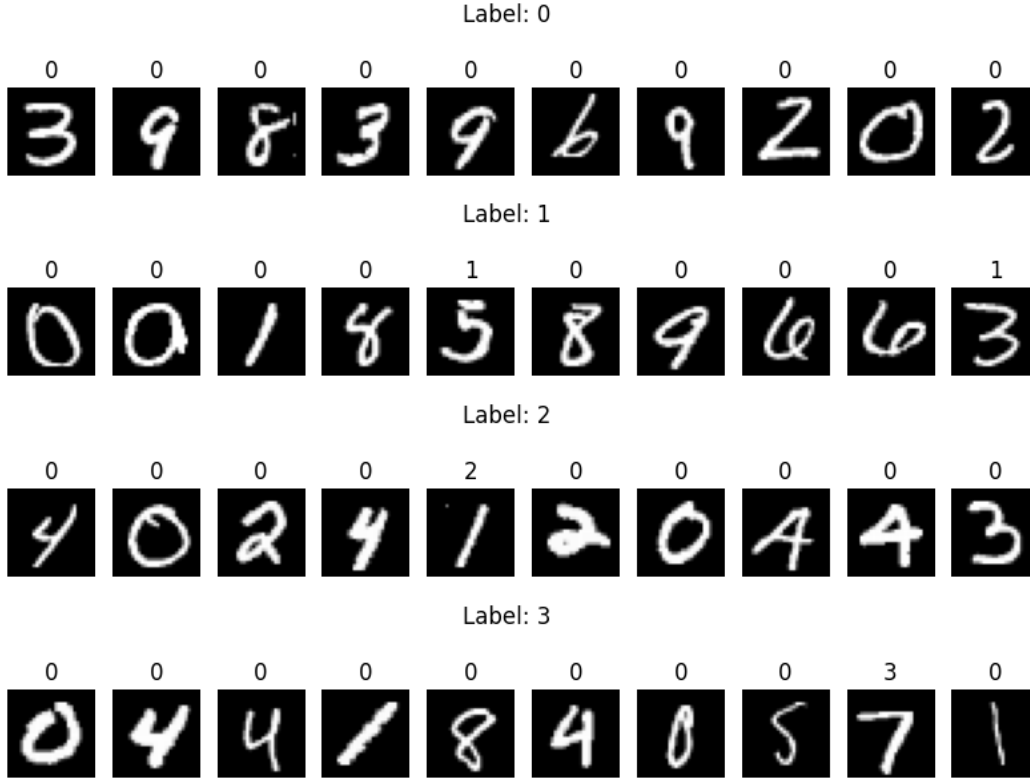 Label: 0
0 0 0 0 0 0 0 0 0 0
3 9 8 3 9 6 9 2 0 2
Label: 1
0 0 0 0 1 0 0 0 0 1
0 0 1 8 5 8 9 6 6 3
Label: 2
0 0 0 0 2 0 0 0 0 0
4 0 2 4 1 2 0 4 4 3
Label: 3
0 0 0 0 0 0 0 0 3 0
0 4 4 1 8 4 0 5 7 1